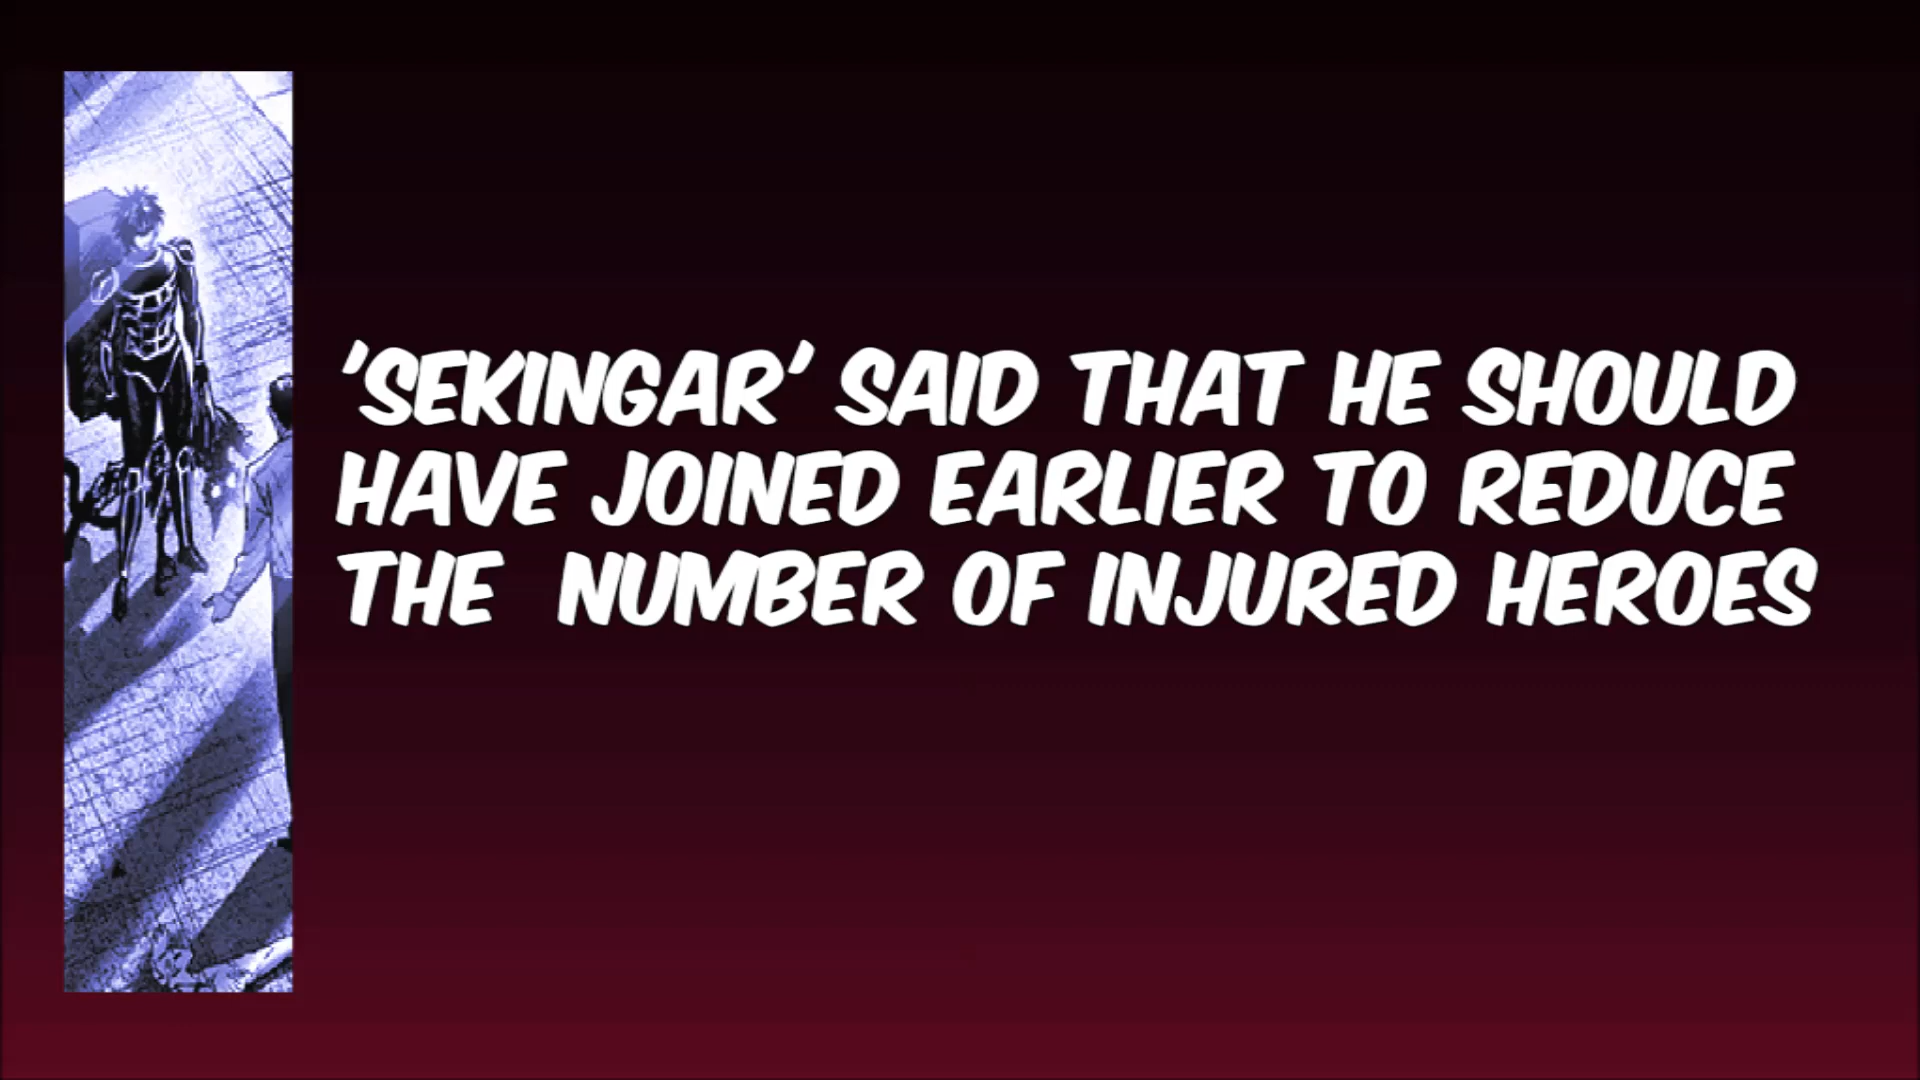 'SEKINGAR' SAID THAT HE SHOULD
HAVE JOINED EARLIER TO REDUCE
THE  NUMBER OF INJURED HEROES